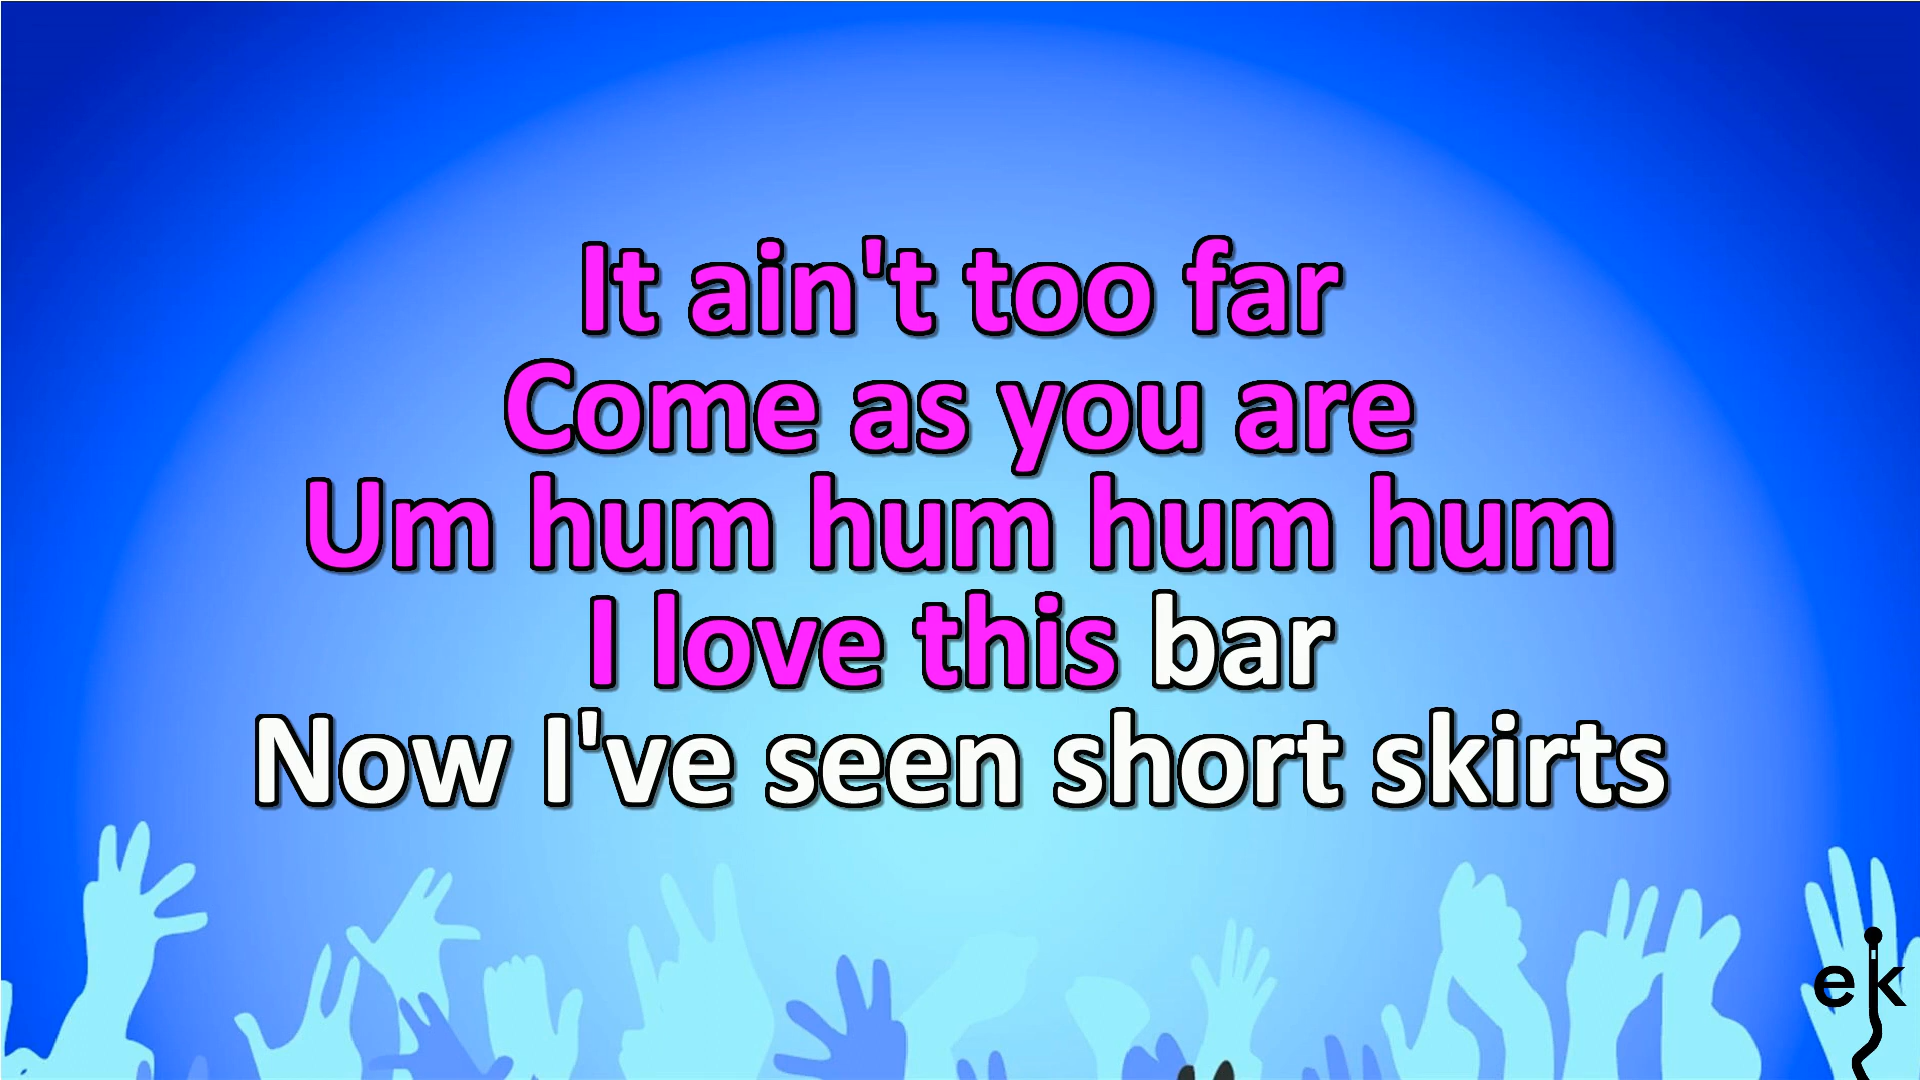 It ain't too far
Come as you are
Um hum hum hum hum
I love this bar
Now I've seen short skirts
ek